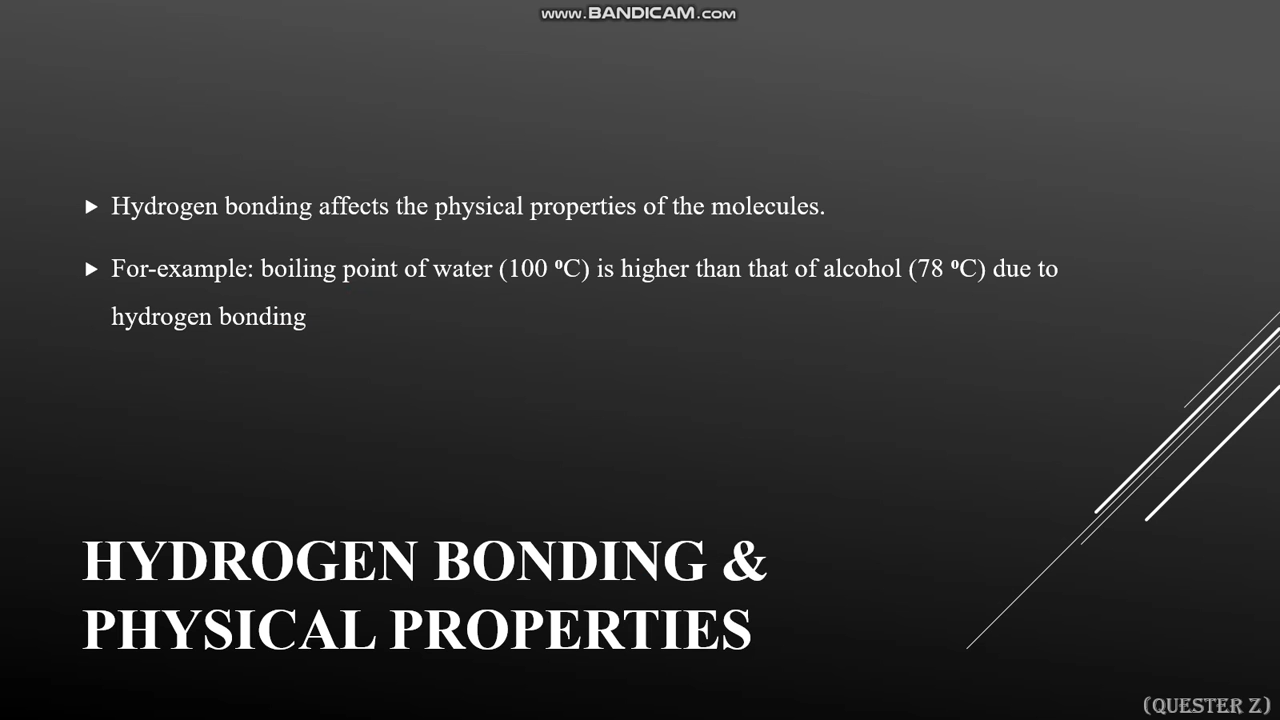 www.BANDICAM.com
Hydrogen bonding affects the physical properties of the molecules.
For-example: boiling point of water (100 ⁰C) is higher than that of alcohol (78 ⁰C) due to
hydrogen bonding
HYDROGEN BONDING &
PHYSICAL PROPERTIES
(QUESTER Z)